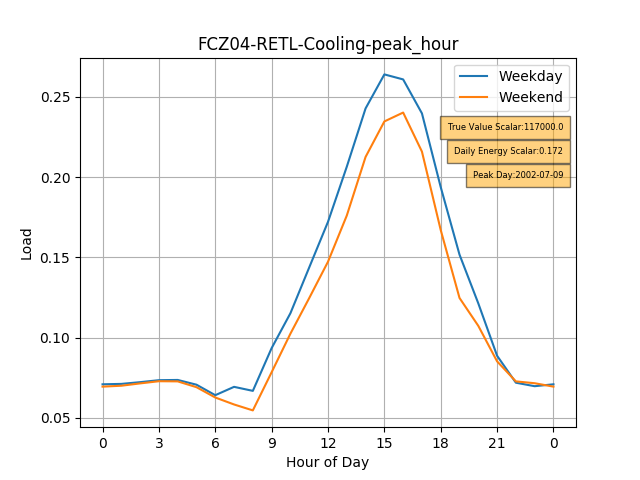 FCZ04-RETL-Cooling-peak_hour
Weekday
Weekend
True Value Scalar:117000.0
Daily Energy Scalar:0.172
Peak Day:2002-07-09
Load
0.25
0.20
0.15
0.10
0.05
0 3 6 9 12 15 18 21 0
Hour of Day